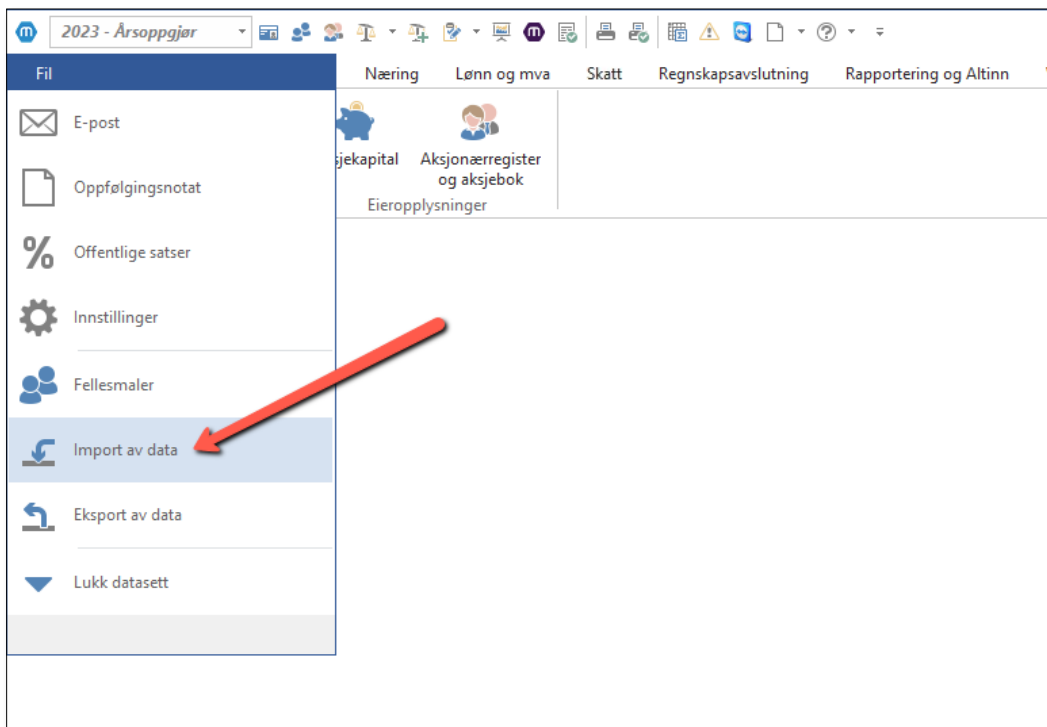 2023 - Årsoppgjør
Fil
Næring
Lønn og mva
Skatt
Regnskapsavslutning
Rapportering og Altinn
E-post
Oppfølgingsnotat
Offentlige satser
Innstillinger
Fellesmaler
Import av data
Eksport av data
Lukk datasett
Aksjonærregister
og aksjebok
Eieropplysninger